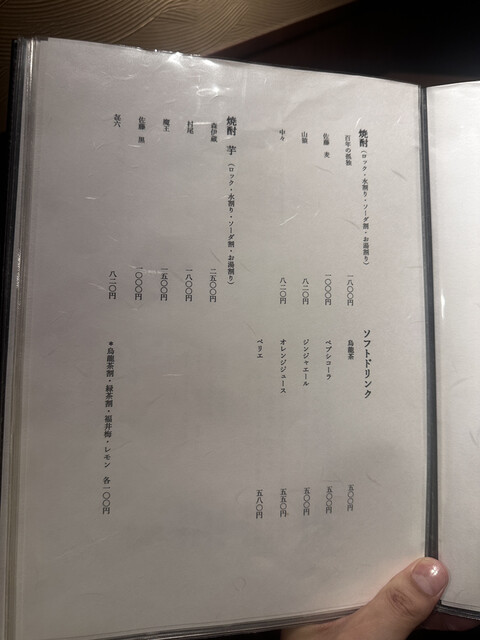 焼酎 (ロック・水割り・ソーダ割・お湯割り)
百年の孤独 一八〇〇円
佐藤 麦 一〇〇〇円
山猿 八二〇円
中々 八二〇円
焼酎 芋 (ロック・水割り・ソーダ割・お湯割り)
森伊蔵 二五〇〇円
村尾 一八〇〇円
魔王 一五〇〇円
佐藤 黒 一〇〇〇円
㐂六 八二〇円
ソフトドリンク
烏龍茶 五〇〇円
ペプシコーラ 五〇〇円
ジンジャエール 五〇〇円
オレンジジュース 五五〇円
ペリエ 五八〇円
*烏龍茶割・緑茶割・福井梅・レモン 各一〇〇円